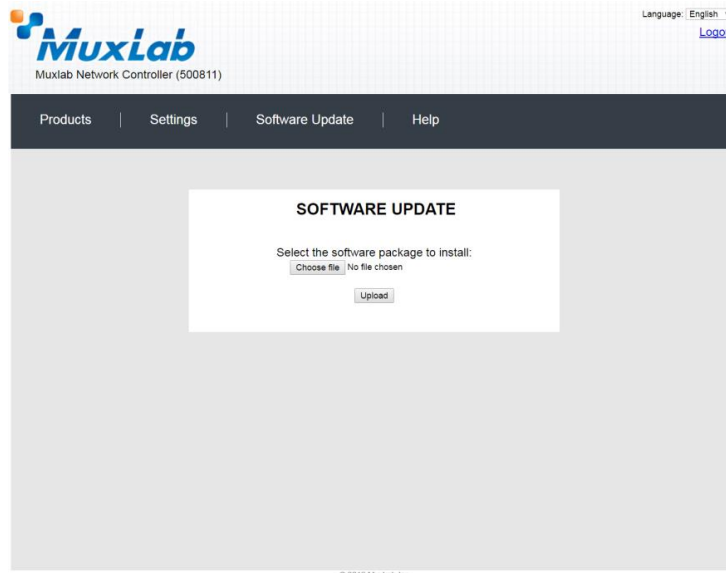 Language: English
Logo
MuxLab
Muxlab Network Controller (500811)
Products | Settings | Software Update | Help
SOFTWARE UPDATE
Select the software package to install:
Choose file No file chosen
Upload